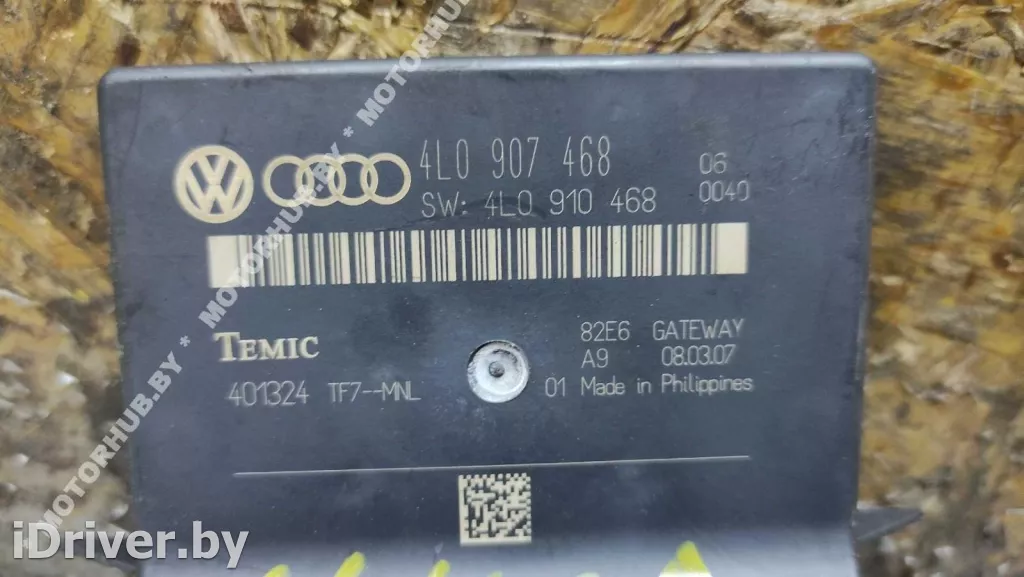 4L0 907 468 06
SW: 4L0 910 468 0040
TEMIC
82E6 GATEWAY
A9 08.03.07
401324 TF7--MNL 01 Made in Philippines
MOTORHUB.BY * MOTORHUB.BY * MOTORHUB
iDriver.by